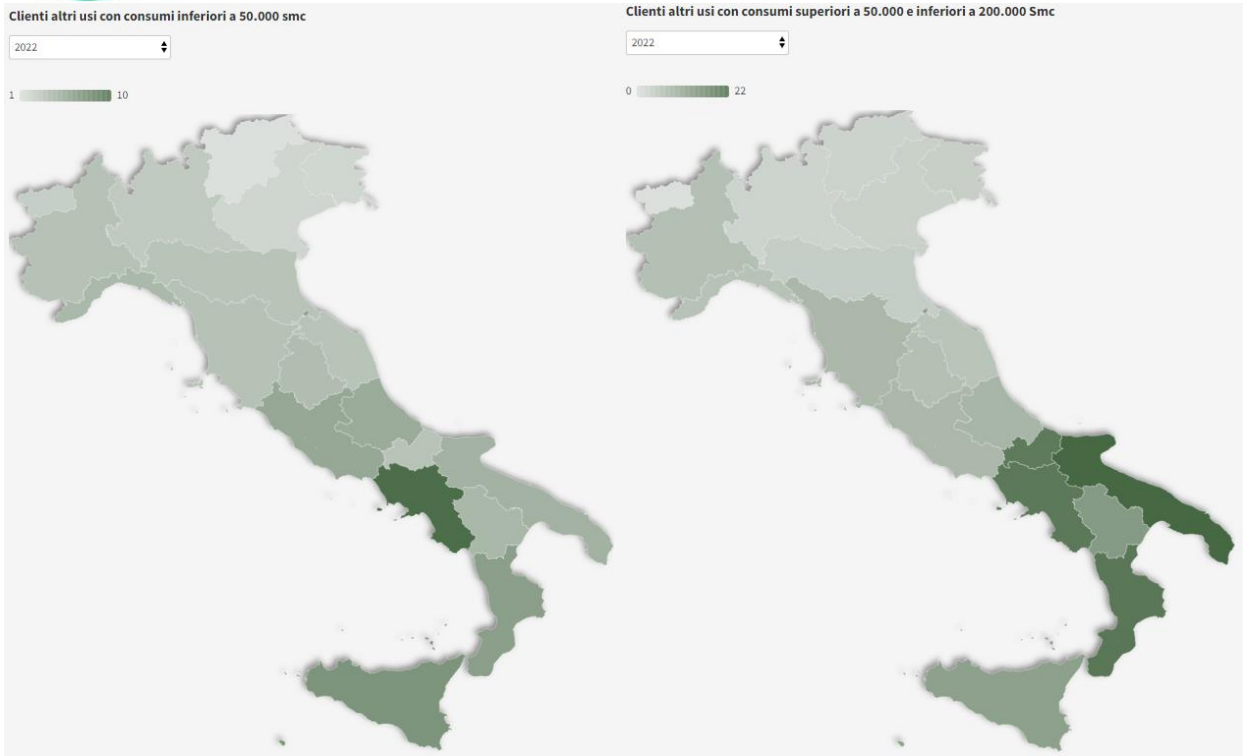 Clienti altri usi con consumi inferiori a 50.000 smc
2022
1 10
Clienti altri usi con consumi superiori a 50.000 e inferiori a 200.000 Smc
2022
0 22